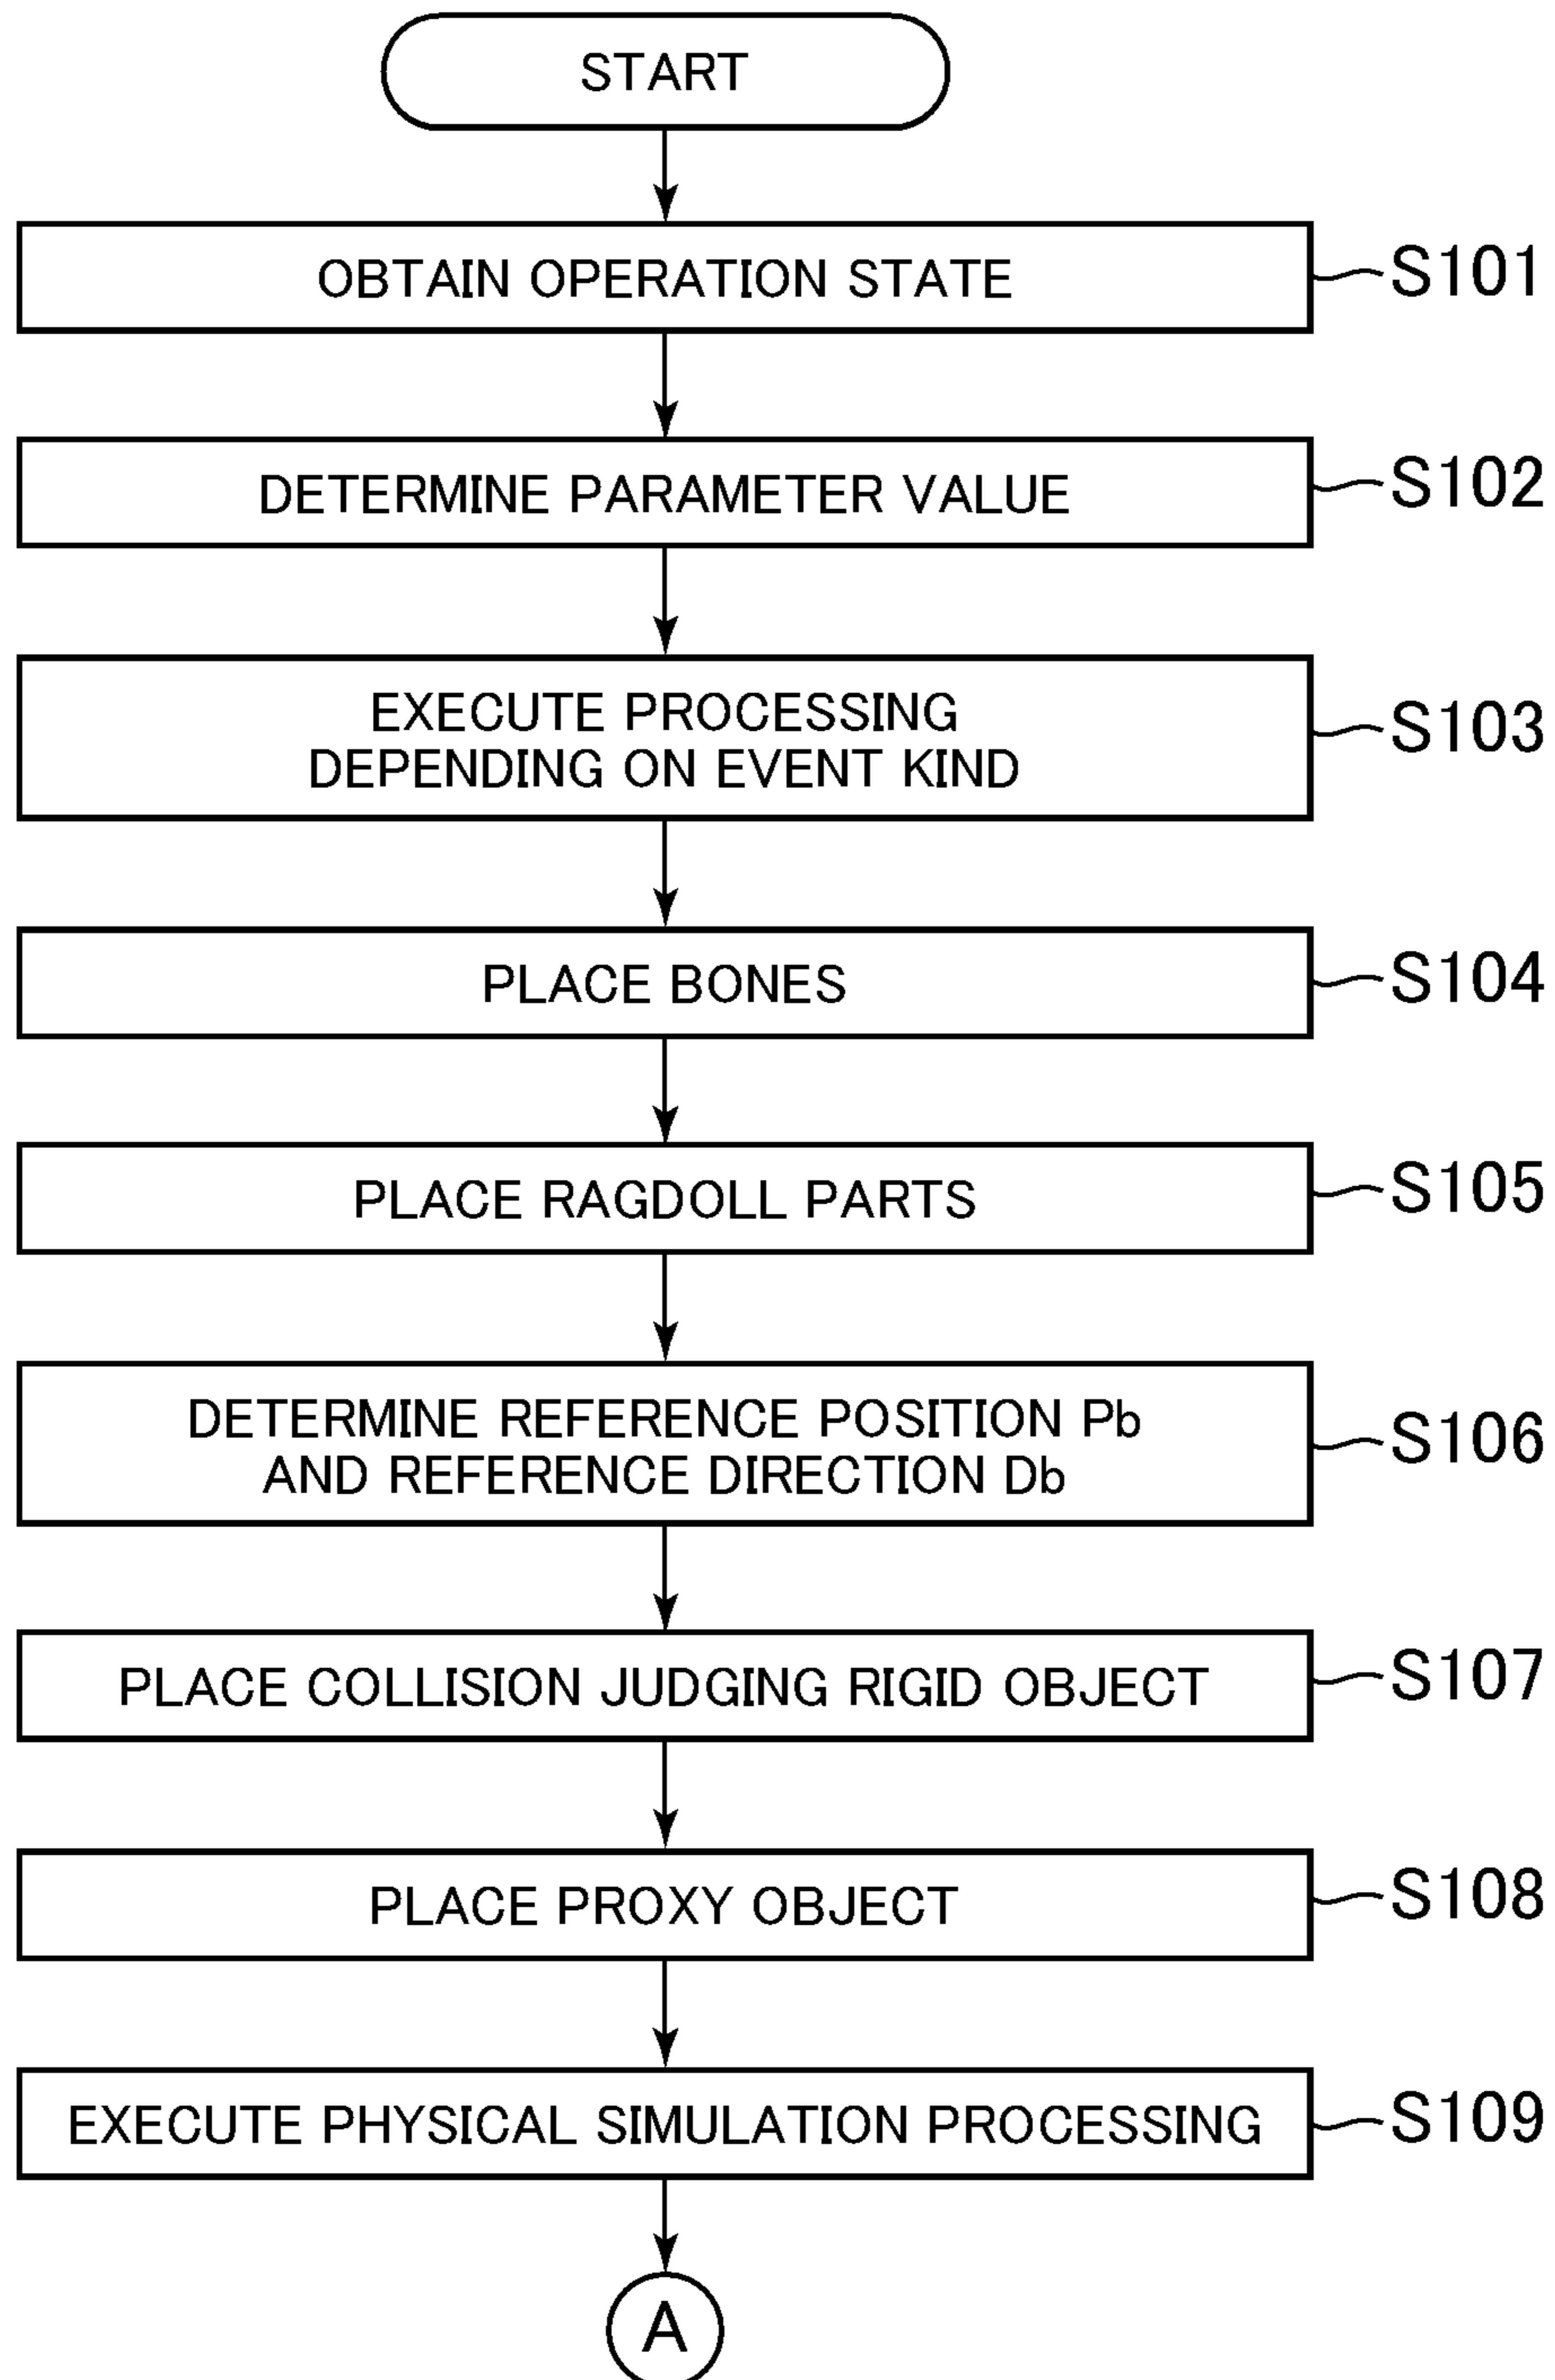 START
OBTAIN OPERATION STATE
S101
DETERMINE PARAMETER VALUE
S102
EXECUTE PROCESSING
DEPENDING ON EVENT KIND
S103
PLACE BONES
S104
PLACE RAGDOLL PARTS
S105
DETERMINE REFERENCE POSITION Pb
AND REFERENCE DIRECTION Db
S106
PLACE COLLISION JUDGING RIGID OBJECT
S107
PLACE PROXY OBJECT
S108
EXECUTE PHYSICAL SIMULATION PROCESSING
S109
A